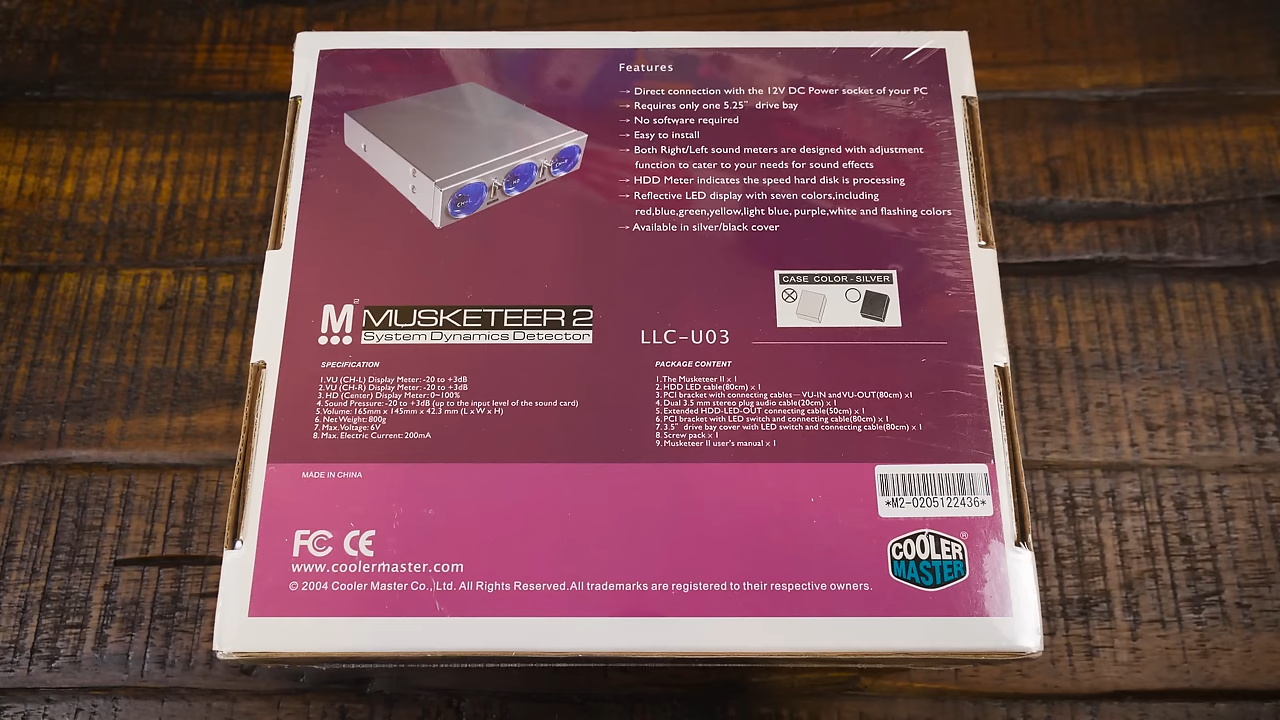 Features
→ Direct connection with the 12V DC Power socket of your PC
→ Requires only one 5.25" drive bay
→ No software required
→ Easy to install
→ Both Right/Left sound meters are designed with adjustment
function to cater to your needs for sound effects
→ HDD Meter indicates the speed hard disk is processing
→ Reflective LED display with seven colors,including
red,blue,green,yellow,light blue, purple,white and flashing colors
→ Available in silver/black cover
CH-L
HD
CH-R
CASE COLOR - SILVER
M2 MUSKETEER 2
System Dynamics Detector
LLC-U03
SPECIFICATION
1.VU (CH-L) Display Meter: -20 to +3dB
2.VU (CH-R) Display Meter: -20 to +3dB
3. HD (Center) Display Meter: 0~100%
4. Sound Pressure: -20 to +3dB (up to the input level of the sound card)
5.Volume: 165mm x 145mm x 42.3 mm (L x W x H)
6. Net Weight: 800g
7. Max.Voltage: 6V
8. Max. Electric Current: 200mA
PACKAGE CONTENT
1.The Musketeer II x 1
2. HDD LED cable(80cm) x 1
3. PCI bracket with connecting cables— VU-IN andVU-OUT(80cm) x1
4. Dual 3.5 mm stereo plug audio cable(20cm) x 1
5. Extended HDD-LED-OUT connecting cable(50cm) x 1
6. PCI bracket with LED switch and connecting cable(80cm) x 1
7. 3.5" drive bay cover with LED switch and connecting cable(80cm) x 1
8. Screw pack x 1
9. Musketeer II user's manual x 1
MADE IN CHINA
*M2-0205122436*
FC CE
COOLER MASTER®
www.coolermaster.com
© 2004 Cooler Master Co., Ltd. All Rights Reserved.All trademarks are registered to their respective owners.